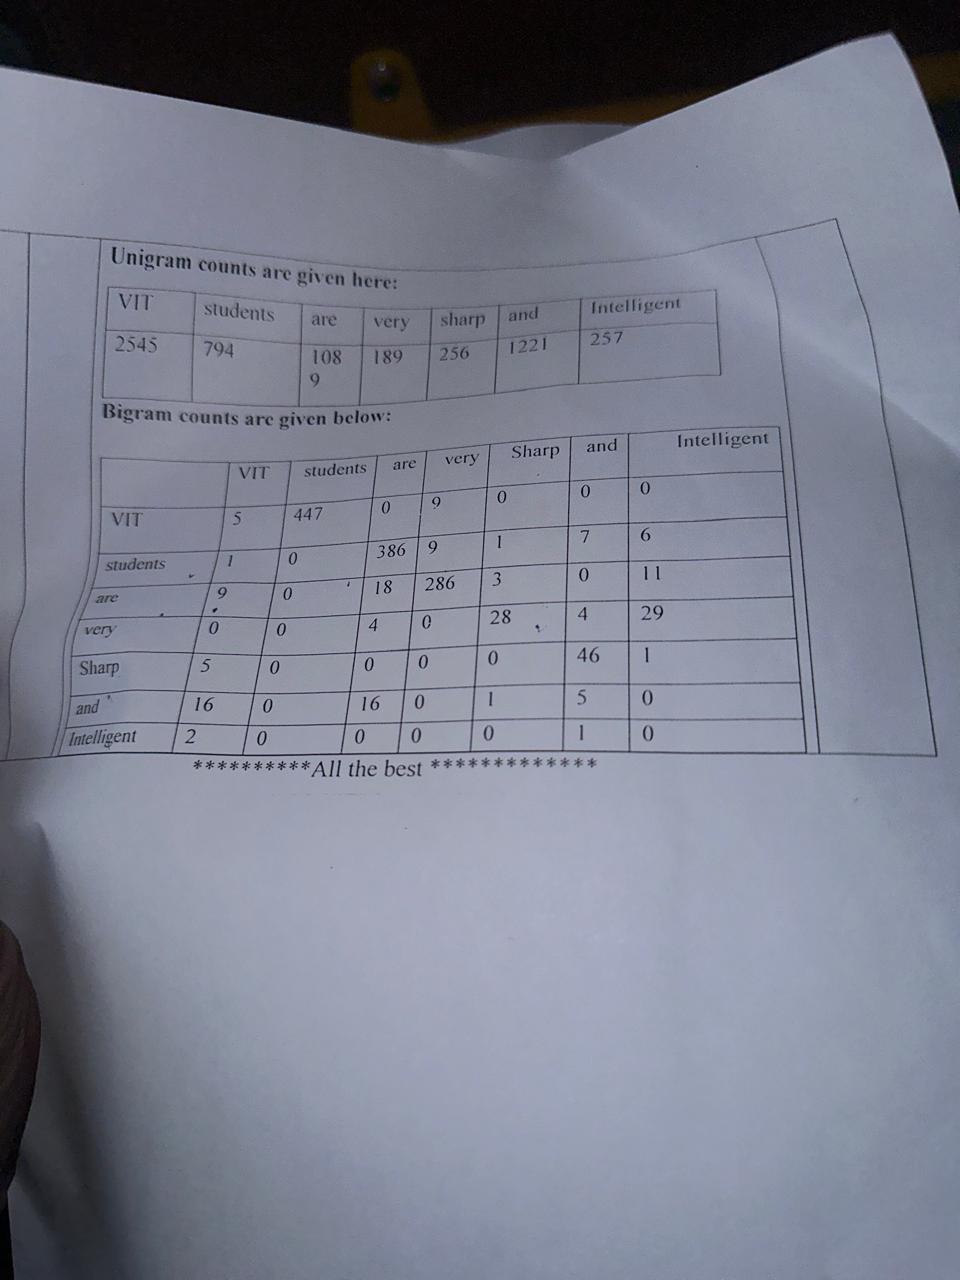 Unigram counts are given here:
VIT students are very sharp and Intelligent
2545 794 108 189 256 1221 257
9
Bigram counts are given below:
VIT students are very Sharp and Intelligent
VIT 5 447 0 9 0 0 0
students 1 0 386 9 1 7 6
are 9 0 18 286 3 0 11
very 0 0 4 0 28 4 29
Sharp 5 0 0 0 0 46 1
and 16 0 16 0 1 5 0
Intelligent 2 0 0 0 0 1 0
**********All the best *************